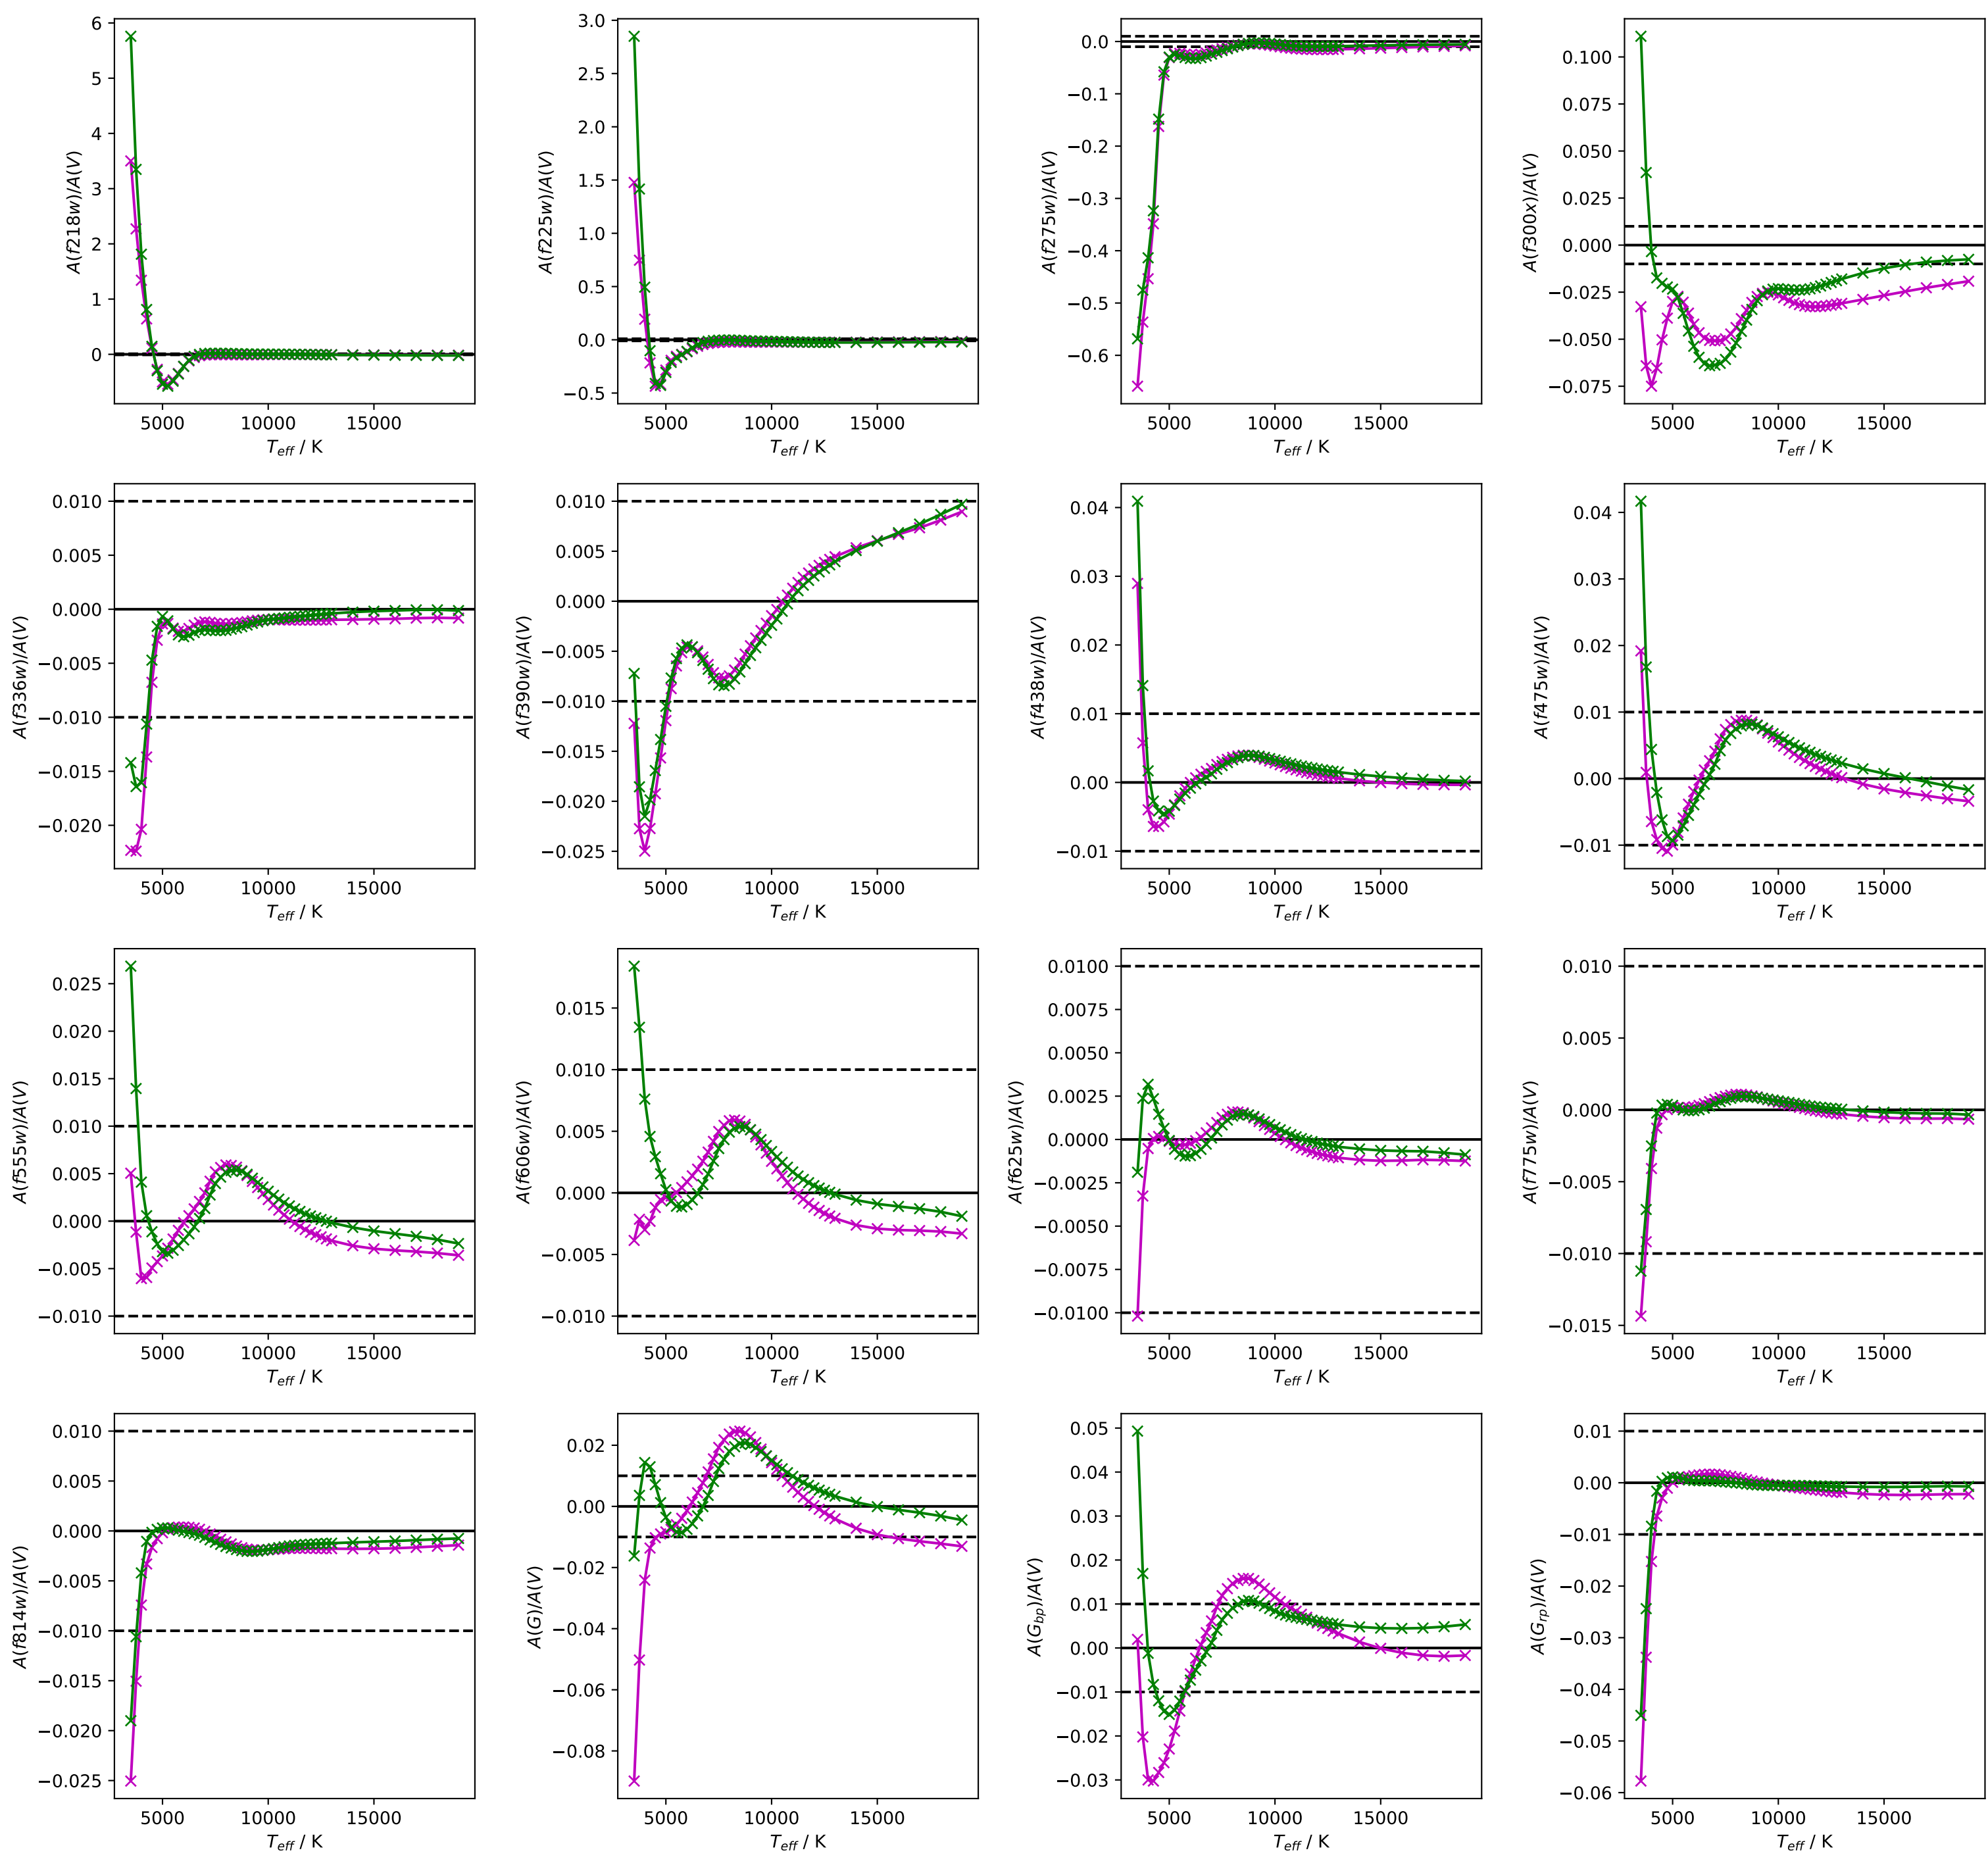 A(f218w)/A(V)
6
5
4
3
2
1
0
5000 10000 15000
T_eff / K
A(f225w)/A(V)
3.0
2.5
2.0
1.5
1.0
0.5
0.0
−0.5
5000 10000 15000
T_eff / K
A(f275w)/A(V)
0.0
−0.1
−0.2
−0.3
−0.4
−0.5
−0.6
5000 10000 15000
T_eff / K
A(f300x)/A(V)
0.100
0.075
0.050
0.025
0.000
−0.025
−0.050
−0.075
5000 10000 15000
T_eff / K
A(f336w)/A(V)
0.010
0.005
0.000
−0.005
−0.010
−0.015
−0.020
5000 10000 15000
T_eff / K
A(f390w)/A(V)
0.010
0.005
0.000
−0.005
−0.010
−0.015
−0.020
−0.025
5000 10000 15000
T_eff / K
A(f438w)/A(V)
0.04
0.03
0.02
0.01
0.00
−0.01
5000 10000 15000
T_eff / K
A(f475w)/A(V)
0.04
0.03
0.02
0.01
0.00
−0.01
5000 10000 15000
T_eff / K
A(f555w)/A(V)
0.025
0.020
0.015
0.010
0.005
0.000
−0.005
−0.010
5000 10000 15000
T_eff / K
A(f606w)/A(V)
0.015
0.010
0.005
0.000
−0.005
−0.010
5000 10000 15000
T_eff / K
A(f625w)/A(V)
0.0100
0.0075
0.0050
0.0025
0.0000
−0.0025
−0.0050
−0.0075
−0.0100
5000 10000 15000
T_eff / K
A(f775w)/A(V)
0.010
0.005
0.000
−0.005
−0.010
−0.015
5000 10000 15000
T_eff / K
A(f814w)/A(V)
0.010
0.005
0.000
−0.005
−0.010
−0.015
−0.020
−0.025
5000 10000 15000
T_eff / K
A(G)/A(V)
0.02
0.00
−0.02
−0.04
−0.06
−0.08
5000 10000 15000
T_eff / K
A(G_bp)/A(V)
0.05
0.04
0.03
0.02
0.01
0.00
−0.01
−0.02
−0.03
5000 10000 15000
T_eff / K
A(G_rp)/A(V)
0.01
0.00
−0.01
−0.02
−0.03
−0.04
−0.05
−0.06
5000 10000 15000
T_eff / K